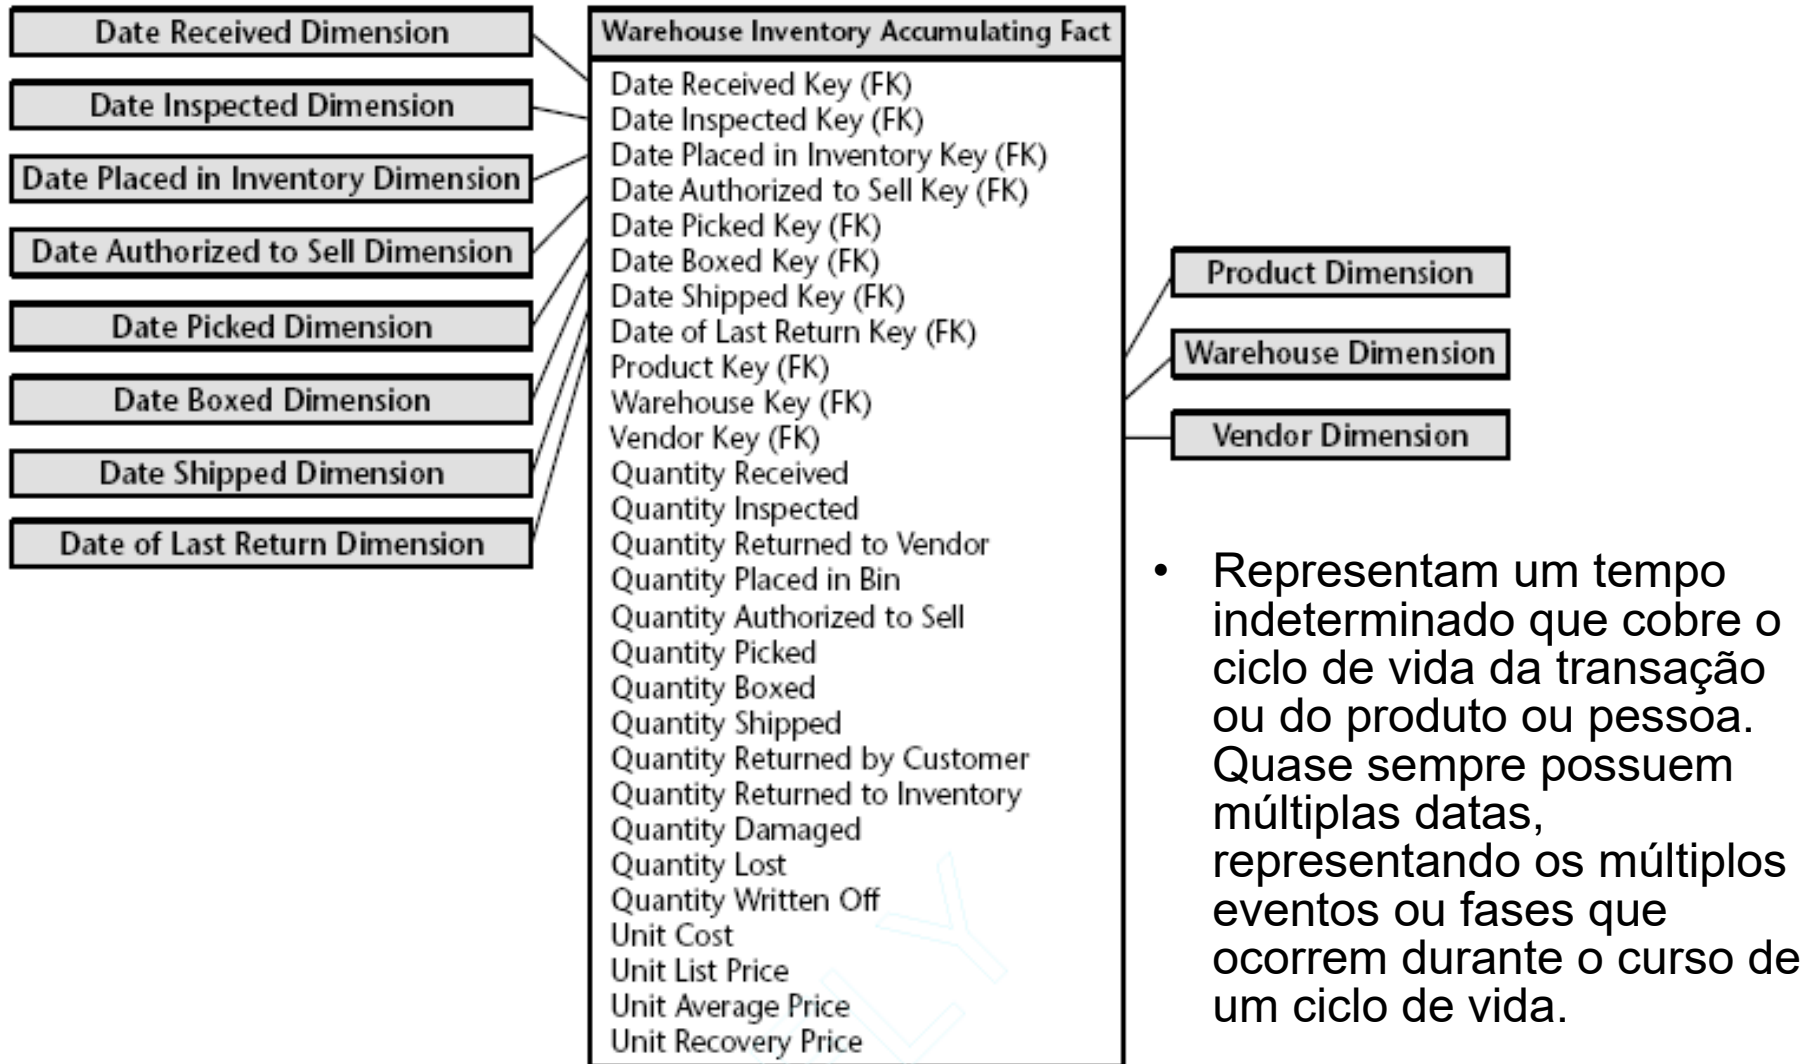 Date Received Dimension
Date Inspected Dimension
Date Placed in Inventory Dimension
Date Authorized to Sell Dimension
Date Picked Dimension
Date Boxed Dimension
Date Shipped Dimension
Date of Last Return Dimension
Warehouse Inventory Accumulating Fact
Date Received Key (FK)
Date Inspected Key (FK)
Date Placed in Inventory Key (FK)
Date Authorized to Sell Key (FK)
Date Picked Key (FK)
Date Boxed Key (FK)
Date Shipped Key (FK)
Date of Last Return Key (FK)
Product Key (FK)
Warehouse Key (FK)
Vendor Key (FK)
Quantity Received
Quantity Inspected
Quantity Returned to Vendor
Quantity Placed in Bin
Quantity Authorized to Sell
Quantity Picked
Quantity Boxed
Quantity Shipped
Quantity Returned by Customer
Quantity Returned to Inventory
Quantity Damaged
Quantity Lost
Quantity Written Off
Unit Cost
Unit List Price
Unit Average Price
Unit Recovery Price
Product Dimension
Warehouse Dimension
Vendor Dimension
• Representam um tempo
indeterminado que cobre o
ciclo de vida da transação
ou do produto ou pessoa.
Quase sempre possuem
múltiplas datas,
representando os múltiplos
eventos ou fases que
ocorrem durante o curso de
um ciclo de vida.